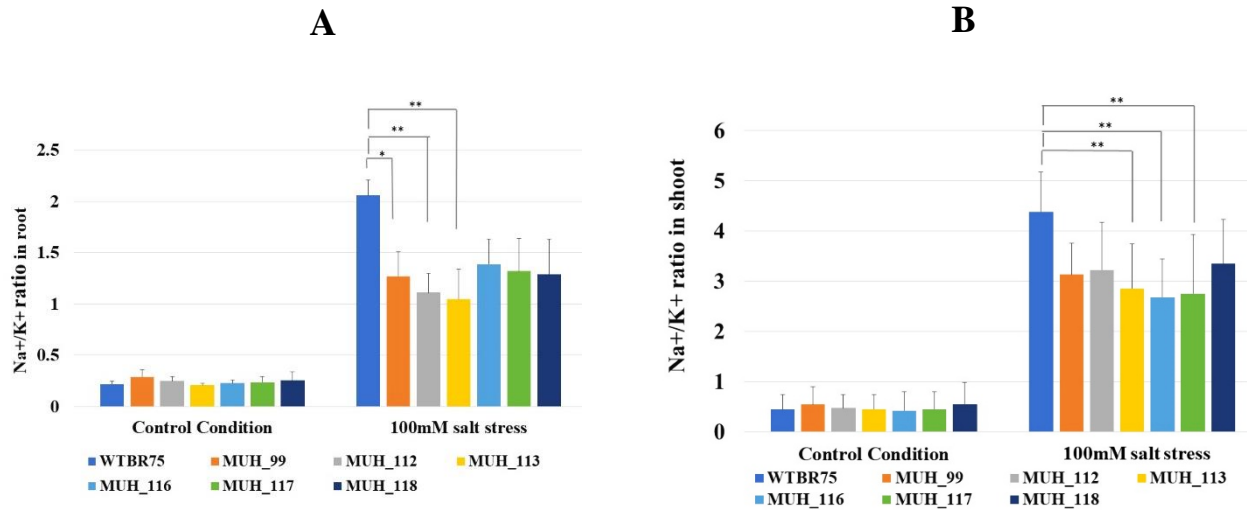 A
Na+/K+ ratio in root
2.5
2
1.5
1
0.5
0
**
**
*
Control Condition 100mM salt stress
WTBR75 MUH_99 MUH_112 MUH_113
MUH_116 MUH_117 MUH_118
B
Na+/K+ ratio in shoot
6
5
4
3
2
1
0
**
**
**
Control Condition 100mM salt stress
WTBR75 MUH_99 MUH_112 MUH_113
MUH_116 MUH_117 MUH_118